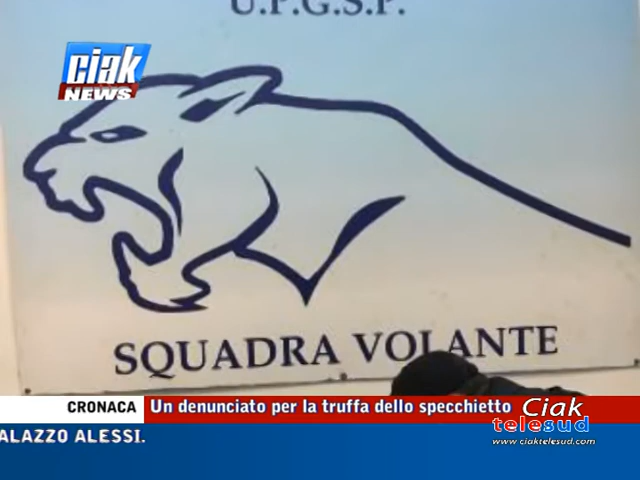 U.P.G.S.P.
ciak
NEWS
SQUADRA VOLANTE
CRONACA Un denunciato per la truffa dello specchietto
Ciak
telesud
www.ciaktelesud.com
ALAZZO ALESSI.